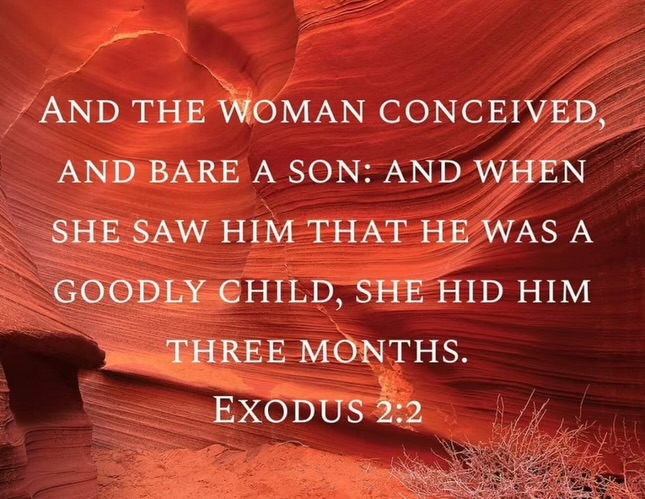 And the woman conceived,
and bare a son: and when
she saw him that he was a
goodly child, she hid him
three months.
Exodus 2:2